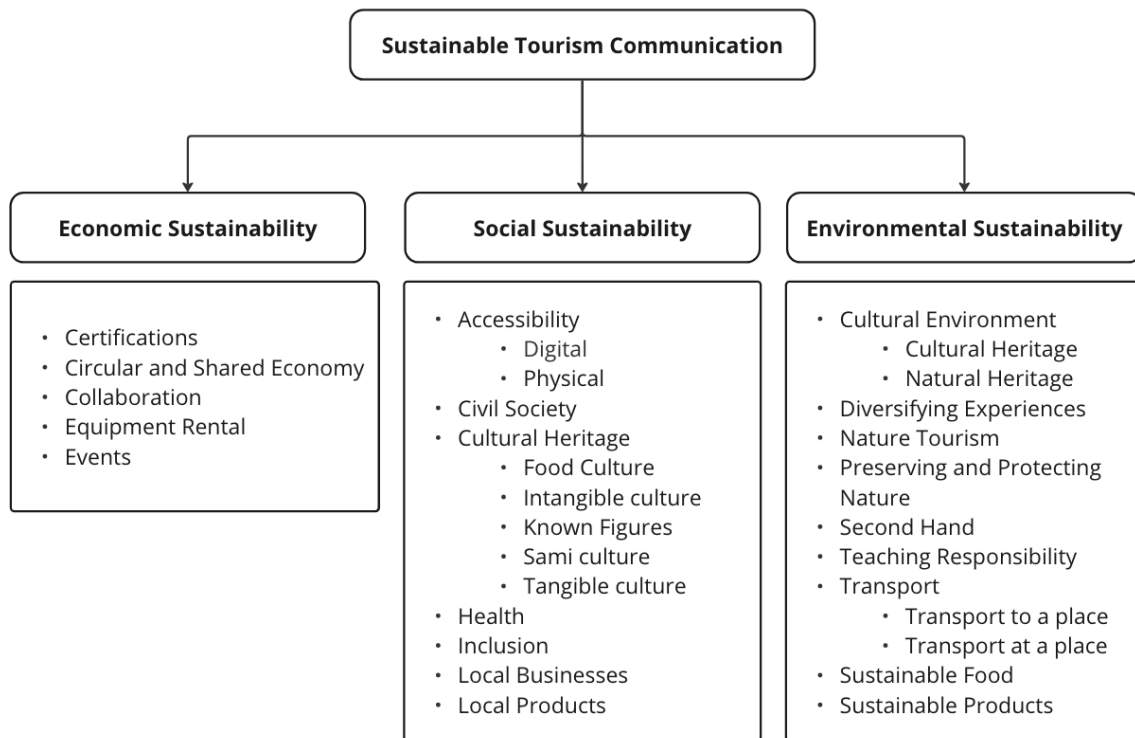 Sustainable Tourism Communication
Economic Sustainability
• Certifications
• Circular and Shared Economy
• Collaboration
• Equipment Rental
• Events
Social Sustainability
• Accessibility
• Digital
• Physical
• Civil Society
• Cultural Heritage
• Food Culture
• Intangible culture
• Known Figures
• Sami culture
• Tangible culture
• Health
• Inclusion
• Local Businesses
• Local Products
Environmental Sustainability
• Cultural Environment
• Cultural Heritage
• Natural Heritage
• Diversifying Experiences
• Nature Tourism
• Preserving and Protecting
Nature
• Second Hand
• Teaching Responsibility
• Transport
• Transport to a place
• Transport at a place
• Sustainable Food
• Sustainable Products